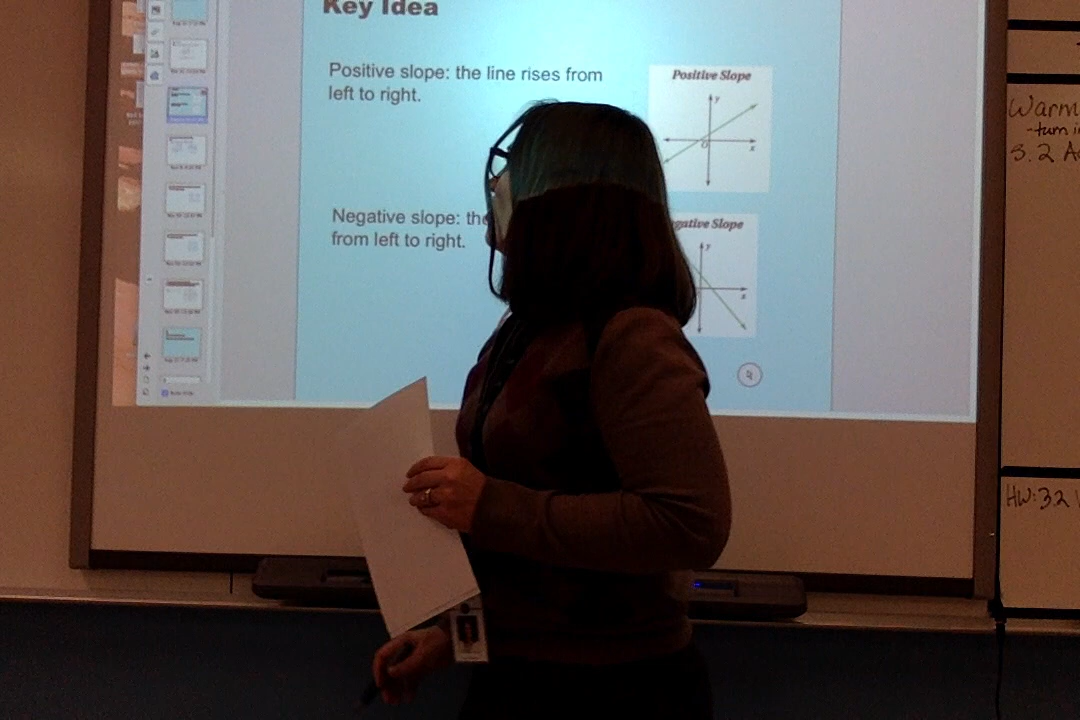 Key Idea
Positive slope: the line rises from
left to right.
Positive Slope
y
O
x
Negative slope: the
from left to right.
gative Slope
y
x
Warm
-turn in
3.2 A
HW: 3.2